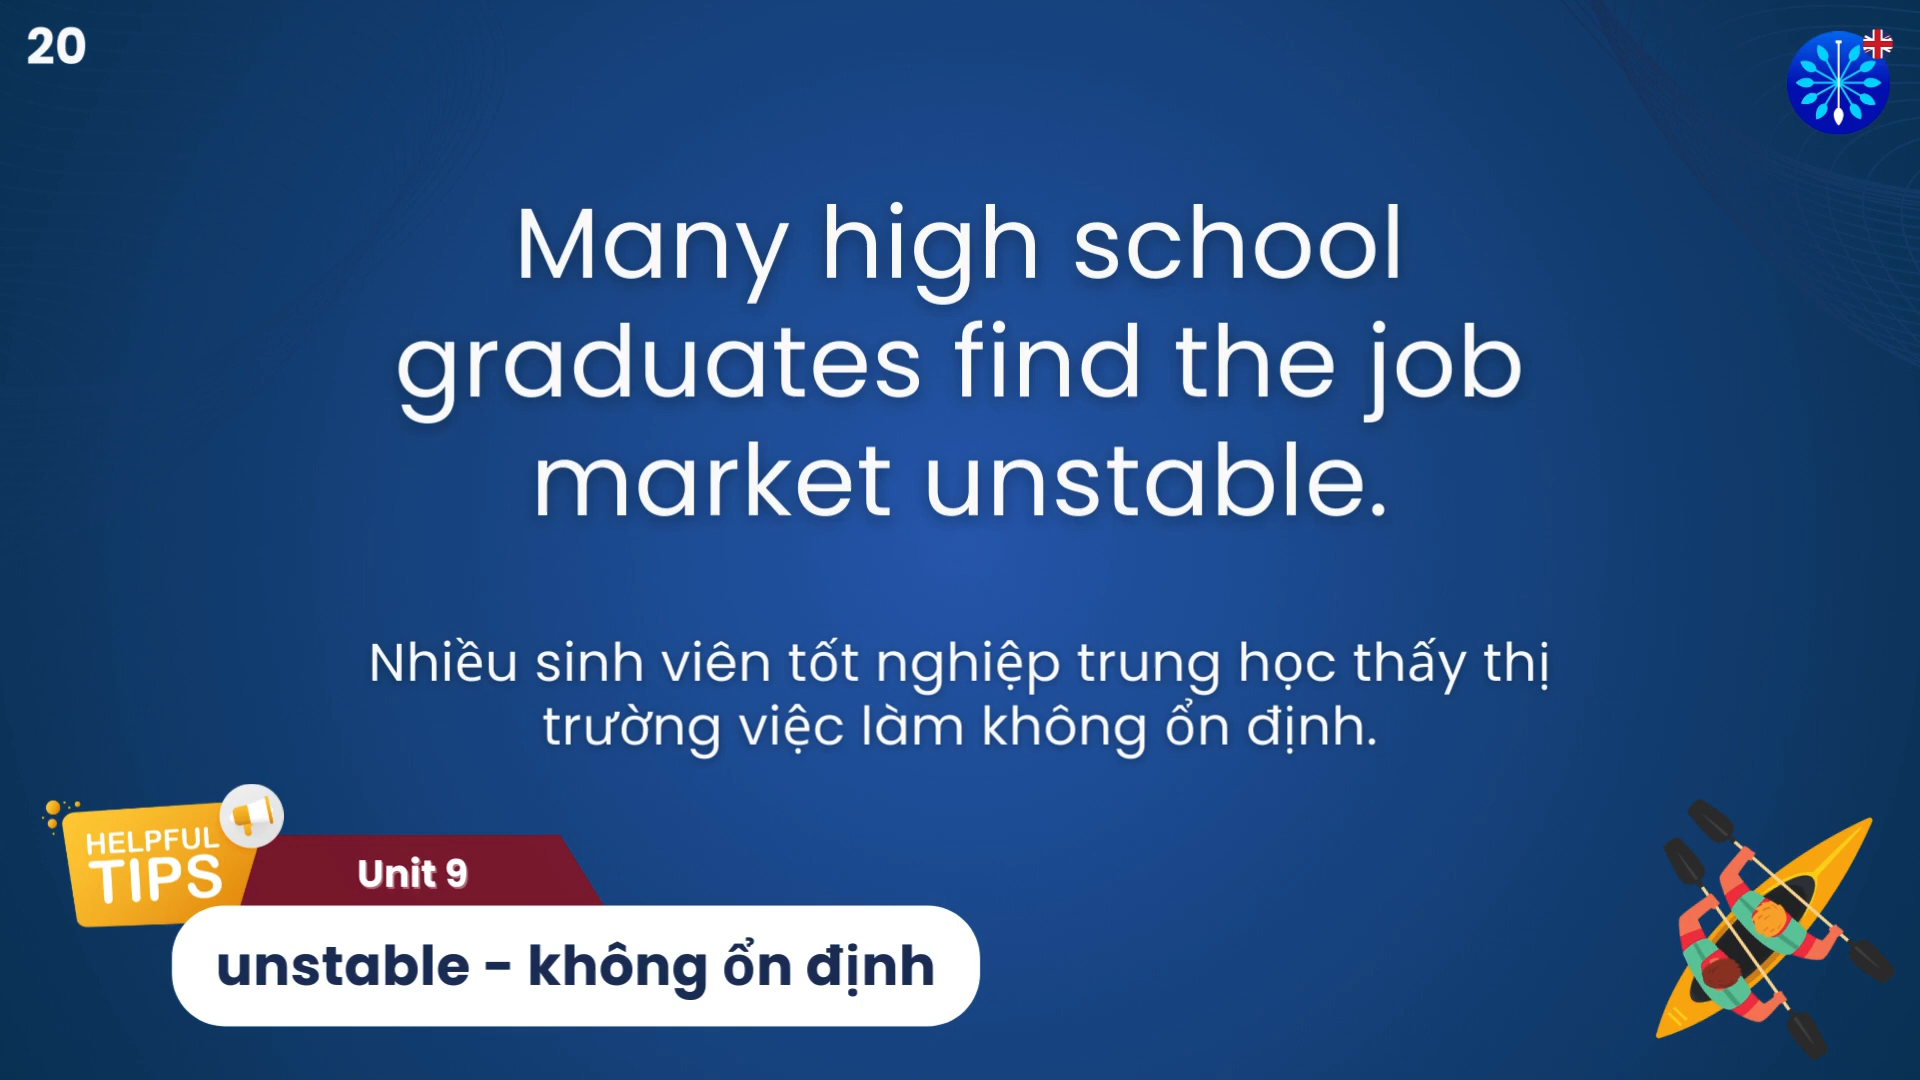 20
Many high school
graduates find the job
market unstable.
Nhiều sinh viên tốt nghiệp trung học thấy thị
trường việc làm không ổn định.
HELPFUL
TIPS
Unit 9
unstable - không ổn định